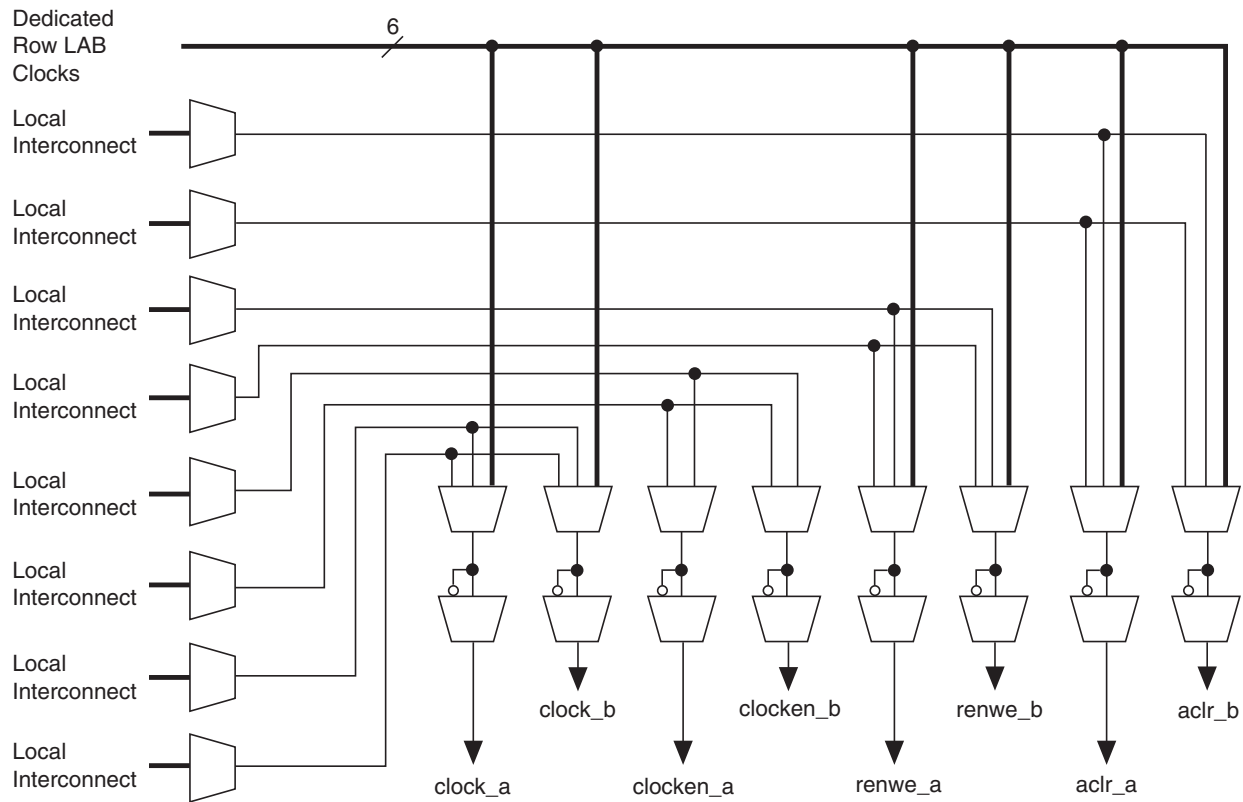 Dedicated
Row LAB
Clocks
6
Local
Interconnect
Local
Interconnect
Local
Interconnect
Local
Interconnect
Local
Interconnect
Local
Interconnect
Local
Interconnect
Local
Interconnect
clock_b
clocken_b
renwe_b
aclr_b
clock_a
clocken_a
renwe_a
aclr_a